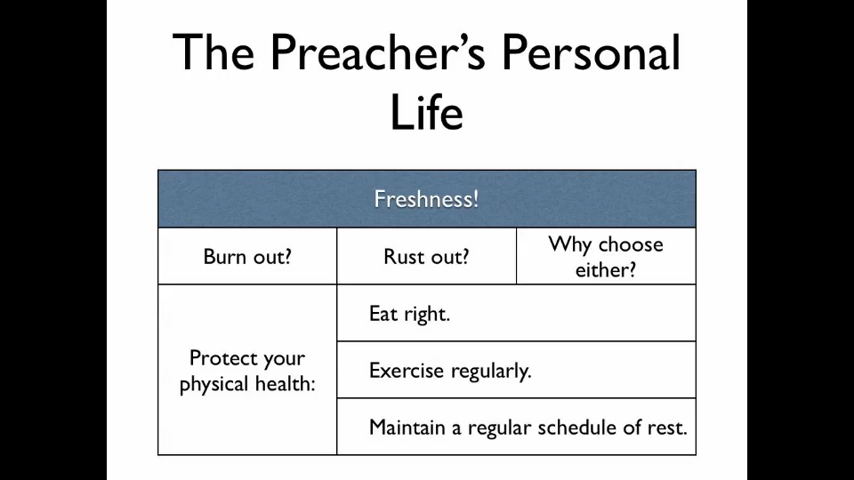 The Preacher's Personal
Life
Freshness!
Burn out?
Rust out?
Why choose
either?
Protect your
physical health:
Eat right.
Exercise regularly.
Maintain a regular schedule of rest.